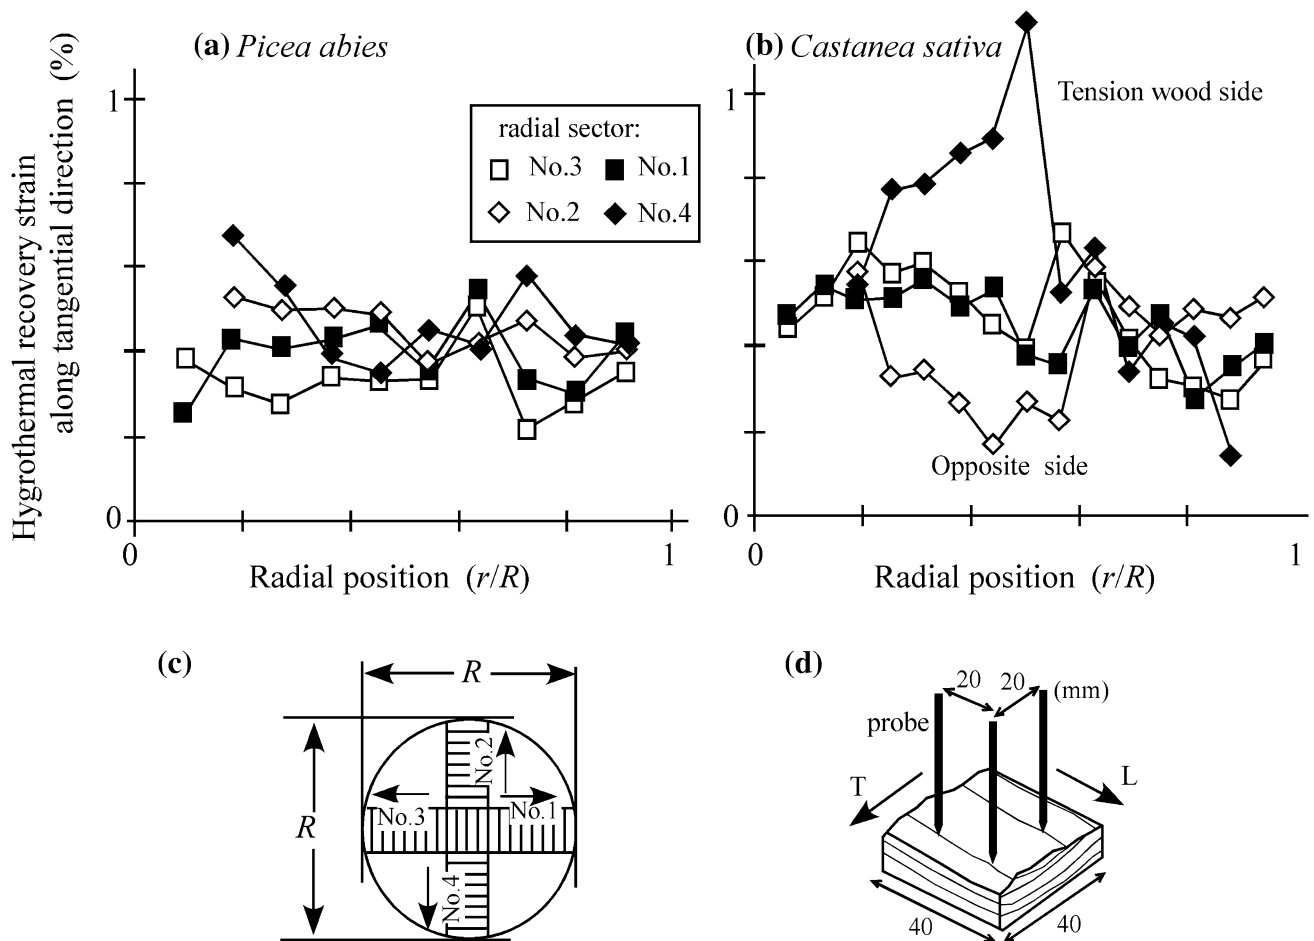 (a) Picea abies
(b) Castanea sativa
Hygrothermal recovery strain
along tangential direction (%)
1
radial sector:
No.3
No.1
No.2
No.4
0
0
1
Radial position (r/R)
1
Tension wood side
Opposite side
0
0
1
Radial position (r/R)
(c)
R
R
No.2
No.3
No.1
No.4
(d)
20
20
(mm)
probe
T
L
40
40